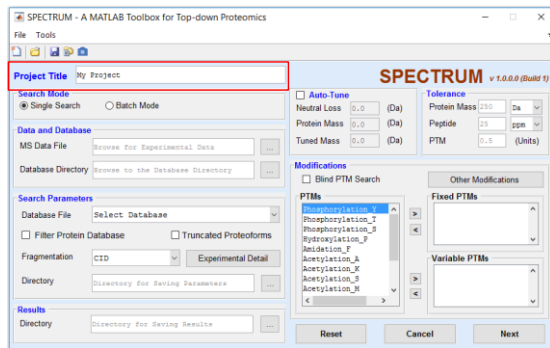 SPECTRUM - A MATLAB Toolbox for Top-down Proteomics
File Tools
Project Title My Project
SPECTRUM v 1.0.0.0 (Build 1)
Search Mode
Single Search Batch Mode
Data and Database
MS Data File Browse for Experimental Data ...
Database Directory Browse to the Database Directory ...
Search Parameters
Database File Select Database
Filter Protein Database Truncated Proteoforms
Fragmentation CID Experimental Detail
Directory Directory for Saving Parameters ...
Results
Directory Directory for Saving Results ...
Auto-Tune
Neutral Loss 0.0 (Da)
Protein Mass 0.0 (Da)
Tuned Mass 0.0 (Da)
Tolerance
Protein Mass 250 Da
Peptide 25 ppm
PTM 0.5 (Units)
Modifications
Blind PTM Search Other Modifications
PTMs
Phosphorylation_Y
Phosphorylation_T
Phosphorylation_S
Hydroxylation_P
Amidation_F
Acetylation_A
Acetylation_K
Acetylation_S
Acetylation_M
>
<
>
<
Fixed PTMs
Variable PTMs
Reset Cancel Next